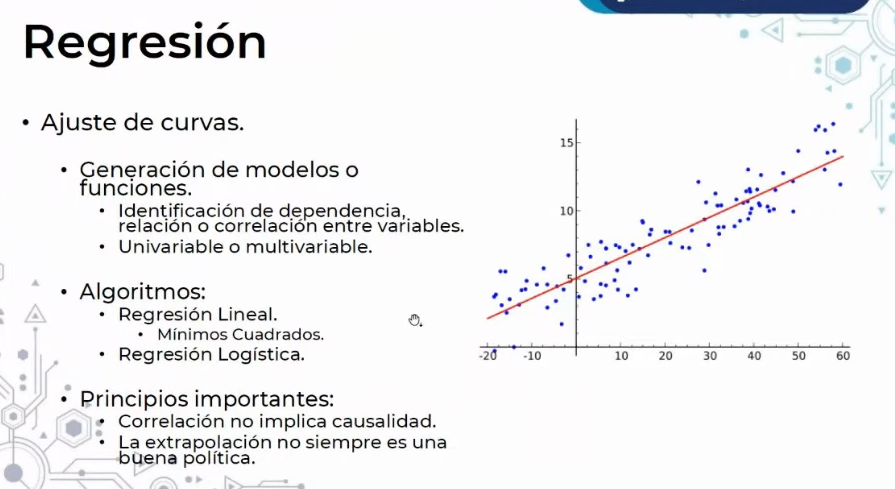 Regresión
• Ajuste de curvas.
• Generación de modelos o
funciones.
• Identificación de dependencia,
relación o correlación entre variables.
• Univariable o multivariable.
• Algoritmos:
• Regresión Lineal.
• Mínimos Cuadrados.
• Regresión Logística.
• Principios importantes:
• Correlación no implica causalidad.
• La extrapolación no siempre es una
buena política.
15
10
5
-20 -10 10 20 30 40 50 60